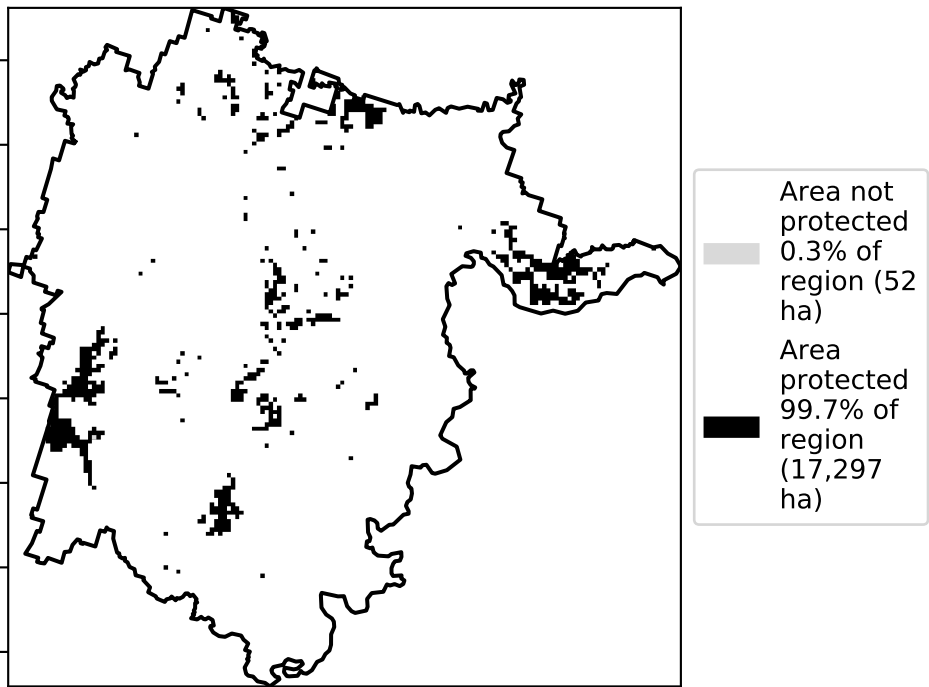 Area not
protected
0.3% of
region (52
ha)
Area
protected
99.7% of
region
(17,297
ha)